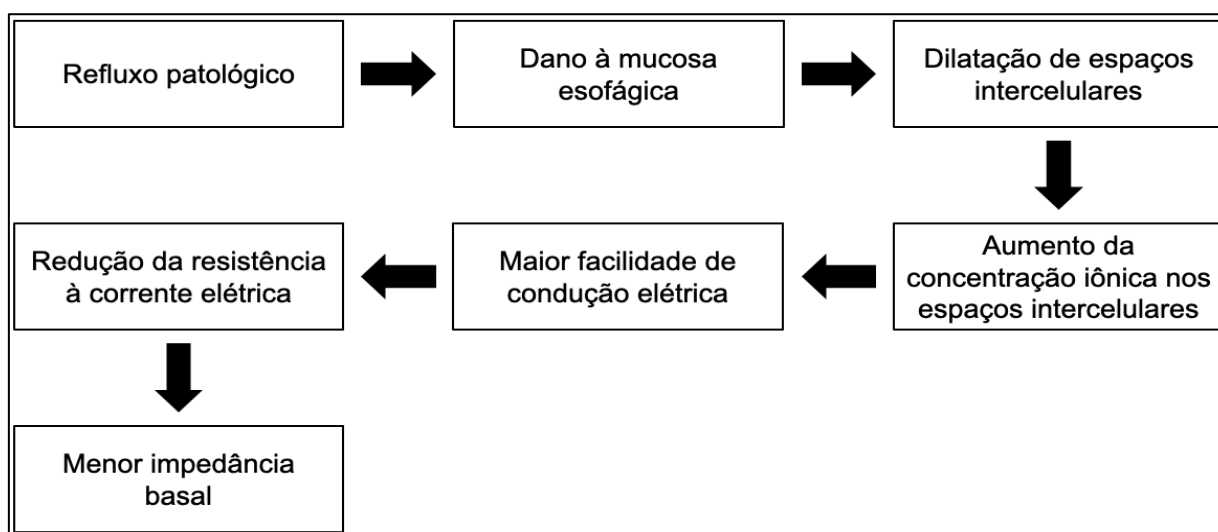 Refluxo patológico
Dano à mucosa
esofágica
Dilatação de espaços
intercelulares
Aumento da
concentração iônica nos
espaços intercelulares
Maior facilidade de
condução elétrica
Redução da resistência
à corrente elétrica
Menor impedância
basal